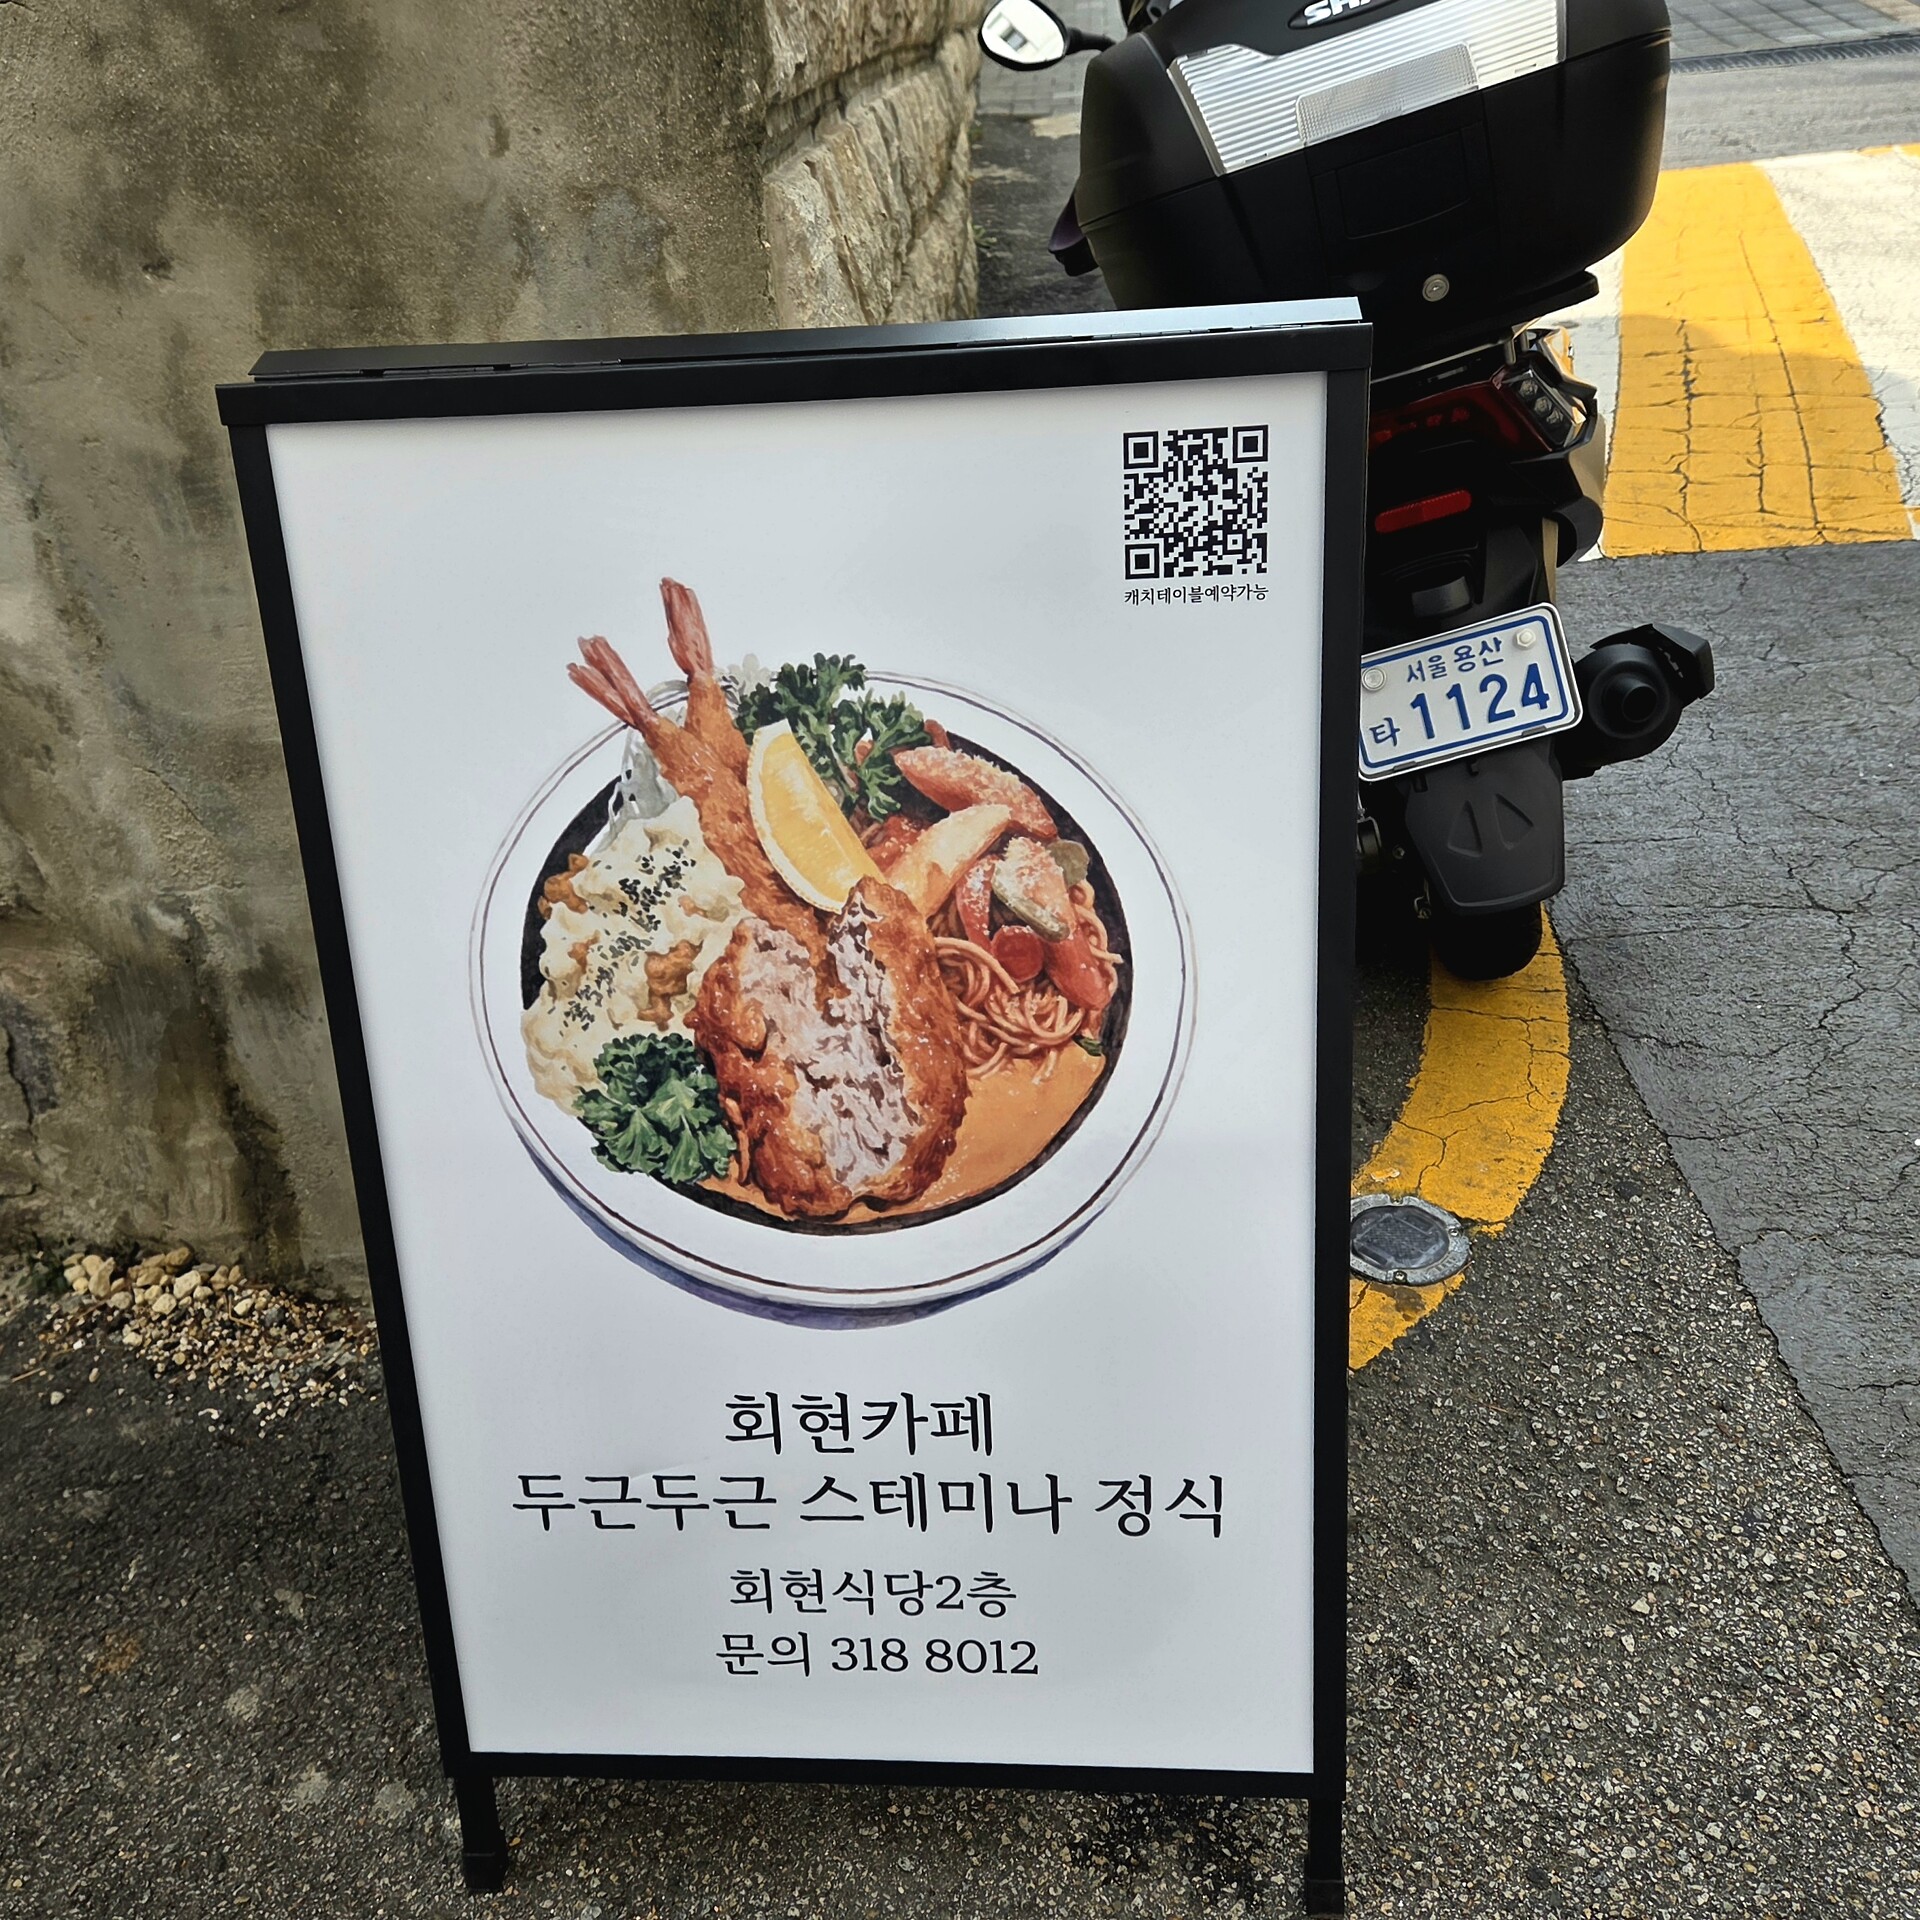 캐치테이블예약가능
회현카페
두근두근 스테미나 정식
회현식당2층
문의 318 8012
서울 용산
타 1124